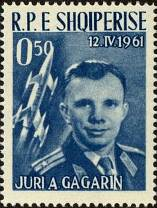 R.P.E SHQIPERISE
12.IV.1961
0.50
JURI A GAGARIN